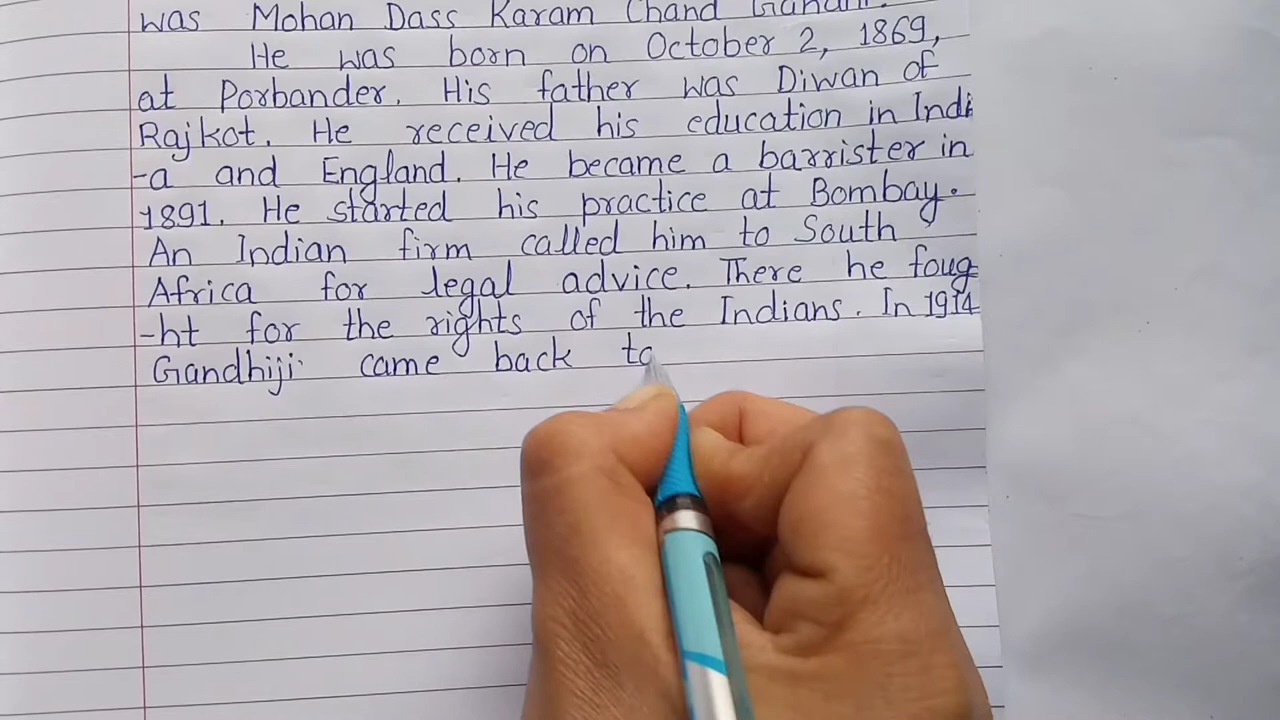 was Mohan Dass Karam Chand Gandhi.
He was born on October 2, 1869,
at Porbander. His father was Diwan of
Rajkot. He received his education in Indi
-a and England. He became a barrister in
1891. He started his practice at Bombay.
An Indian firm called him to South
Africa for legal advice. There he foug
-ht for the rights of the Indians. In 1914
Gandhiji came back to